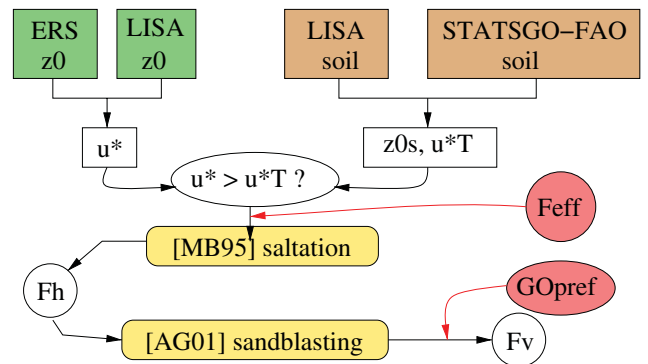 ERS
z0
LISA
z0
LISA
soil
STATSGO−FAO
soil
u*
z0s, u*T
u* > u*T ?
Feff
[MB95] saltation
Fh
GOpref
[AG01] sandblasting
Fv